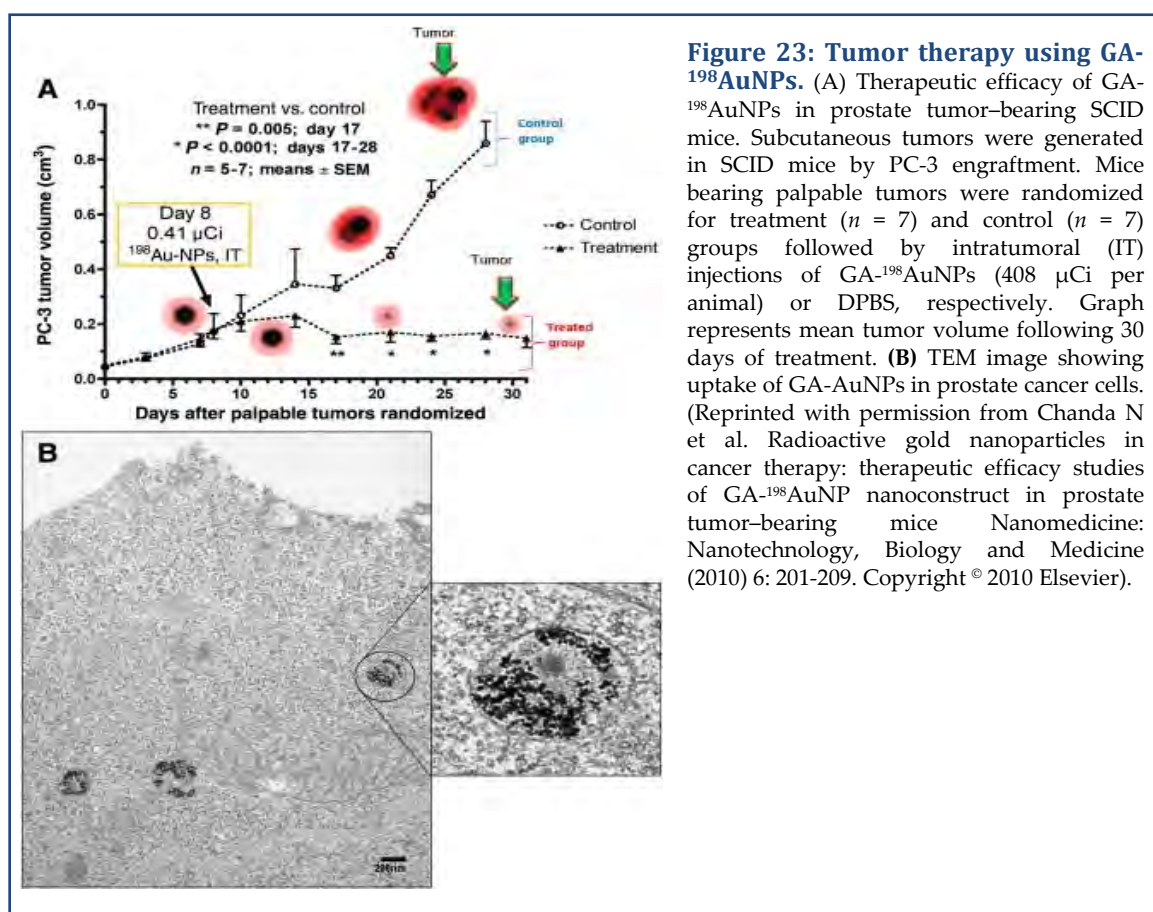 Tumor
A
1.0
0.8
0.6
0.4
0.2
0.0
PC-3 tumor volume (cm³)
Treatment vs. control
** P = 0.005; day 17
* P < 0.0001; days 17-28
n = 5-7; means ± SEM
Control
group
Day 8
0.41 µCi
¹⁹⁸Au-NPs, IT
Control
Treatment
Tumor
Treated
group
** * * *
0 5 10 15 20 25 30
Days after palpable tumors randomized
B
Figure 23: Tumor therapy using GA-
¹⁹⁸AuNPs. (A) Therapeutic efficacy of GA-
¹⁹⁸AuNPs in prostate tumor–bearing SCID
mice. Subcutaneous tumors were generated
in SCID mice by PC-3 engraftment. Mice
bearing palpable tumors were randomized
for treatment (n = 7) and control (n = 7)
groups followed by intratumoral (IT)
injections of GA-¹⁹⁸AuNPs (408 µCi per
animal) or DPBS, respectively. Graph
represents mean tumor volume following 30
days of treatment. (B) TEM image showing
uptake of GA-AuNPs in prostate cancer cells.
(Reprinted with permission from Chanda N
et al. Radioactive gold nanoparticles in
cancer therapy: therapeutic efficacy studies
of GA-¹⁹⁸AuNP nanoconstruct in prostate
tumor–bearing mice Nanomedicine:
Nanotechnology, Biology and Medicine
(2010) 6: 201-209. Copyright © 2010 Elsevier).